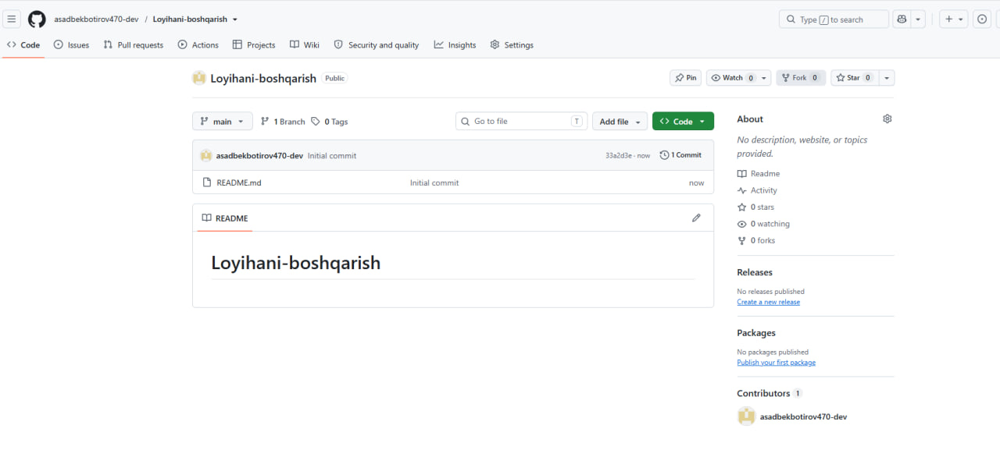 asadbekbotirov470-dev / Loyihani-boshqarish
Type / to search
Code Issues Pull requests Actions Projects Wiki Security and quality Insights Settings
Loyihani-boshqarish Public
Pin Watch 0 Fork 0 Star 0
main 1 Branch 0 Tags Go to file T Add file Code
asadbekbotirov470-dev Initial commit 33a2d3e · now 1 Commit
README.md Initial commit now
README
Loyihani-boshqarish
About
No description, website, or topics
provided.
Readme
Activity
0 stars
0 watching
0 forks
Releases
No releases published
Create a new release
Packages
No packages published
Publish your first package
Contributors 1
asadbekbotirov470-dev